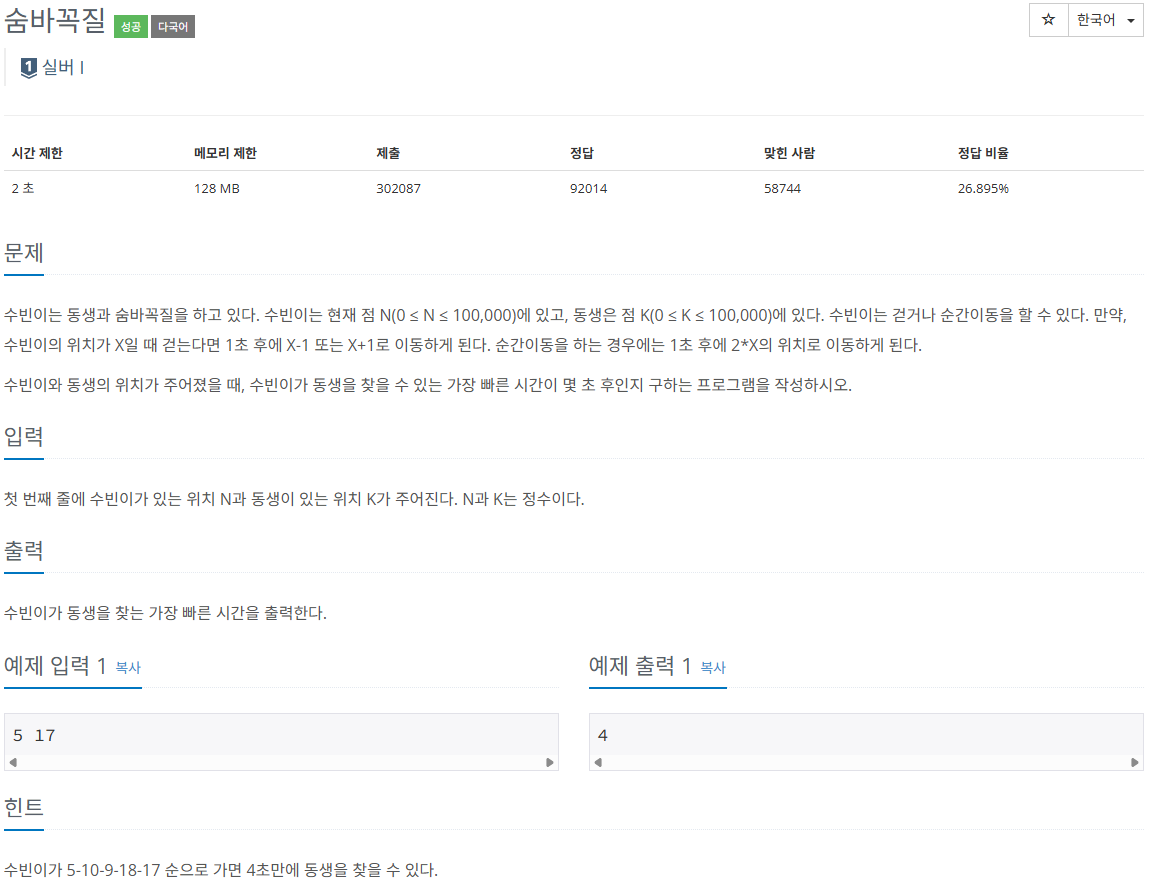 숨바꼭질 성공 다국어
☆ 한국어
1 실버 I
시간 제한 메모리 제한 제출 정답 맞힌 사람 정답 비율
2 초 128 MB 302087 92014 58744 26.895%
문제
수빈이는 동생과 숨바꼭질을 하고 있다. 수빈이는 현재 점 N(0 ≤ N ≤ 100,000)에 있고, 동생은 점 K(0 ≤ K ≤ 100,000)에 있다. 수빈이는 걷거나 순간이동을 할 수 있다. 만약,
수빈이의 위치가 X일 때 걷는다면 1초 후에 X-1 또는 X+1로 이동하게 된다. 순간이동을 하는 경우에는 1초 후에 2*X의 위치로 이동하게 된다.
수빈이와 동생의 위치가 주어졌을 때, 수빈이가 동생을 찾을 수 있는 가장 빠른 시간이 몇 초 후인지 구하는 프로그램을 작성하시오.
입력
첫 번째 줄에 수빈이가 있는 위치 N과 동생이 있는 위치 K가 주어진다. N과 K는 정수이다.
출력
수빈이가 동생을 찾는 가장 빠른 시간을 출력한다.
예제 입력 1 복사
5 17
예제 출력 1 복사
4
힌트
수빈이가 5-10-9-18-17 순으로 가면 4초만에 동생을 찾을 수 있다.